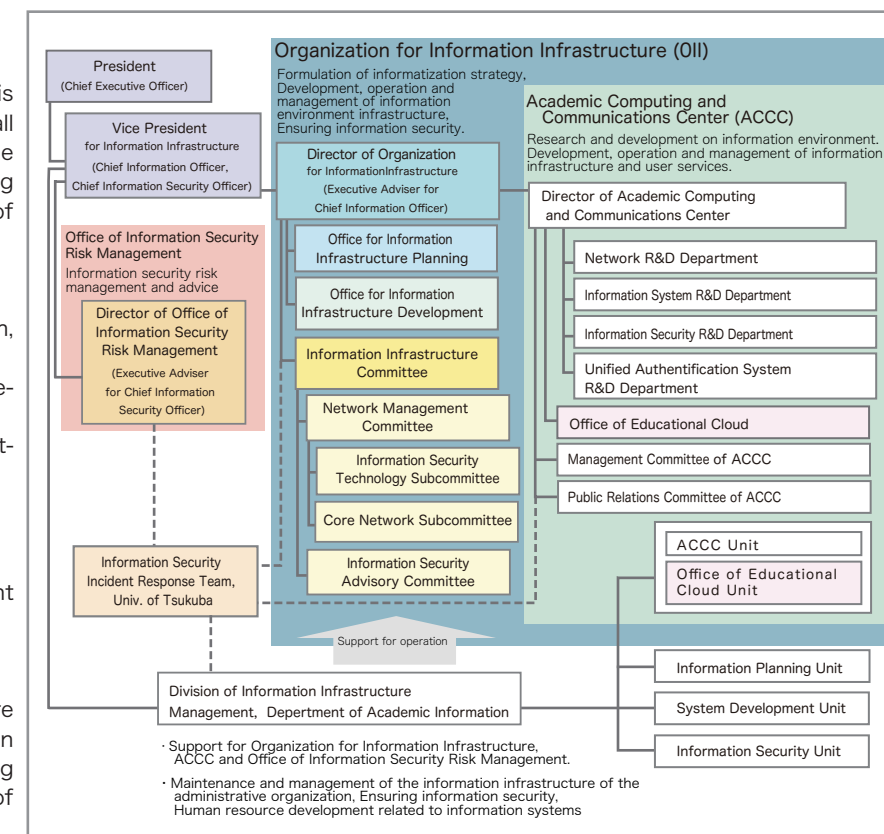 is
all
e
g
of
n,
e-
t-
nt
re
n
g
of
President
(Chief Executive Officer)
Vice President
for Information Infrastructure
(Chief Information Officer,
Chief Information Security Officer)
Office of Information Security
Risk Management
Information security risk
management and advice
Director of Office of
Information Security
Risk Management
(Executive Adviser
for Chief Information
Security Officer)
Information Security
Incident Response Team,
Univ. of Tsukuba
Organization for Information Infrastructure (OII)
Formulation of informatization strategy,
Development, operation and
management of information
environment infrastructure,
Ensuring information security.
Director of Organization
for InformationInfrastructure
(Executive Adviser for
Chief Information Officer)
Office for Information
Infrastructure Planning
Office for Information
Infrastructure Development
Information Infrastructure
Committee
Network Management
Committee
Information Security
Technology Subcommittee
Core Network Subcommittee
Information Security
Advisory Committee
Support for operation
Academic Computing and
Communications Center (ACCC)
Research and development on information environment.
Development, operation and management of information
infrastructure and user services.
Director of Academic Computing
and Communications Center
Network R&D Department
Information System R&D Department
Information Security R&D Department
Unified Authentification System
R&D Department
Office of Educational Cloud
Management Committee of ACCC
Public Relations Committee of ACCC
ACCC Unit
Office of Educational
Cloud Unit
Information Planning Unit
System Development Unit
Information Security Unit
Division of Information Infrastructure
Management, Depertment of Academic Information
· Support for Organization for Information Infrastructure,
ACCC and Office of Information Security Risk Management.
· Maintenance and management of the information infrastructure of the
administrative organization, Ensuring information security,
Human resource development related to information systems